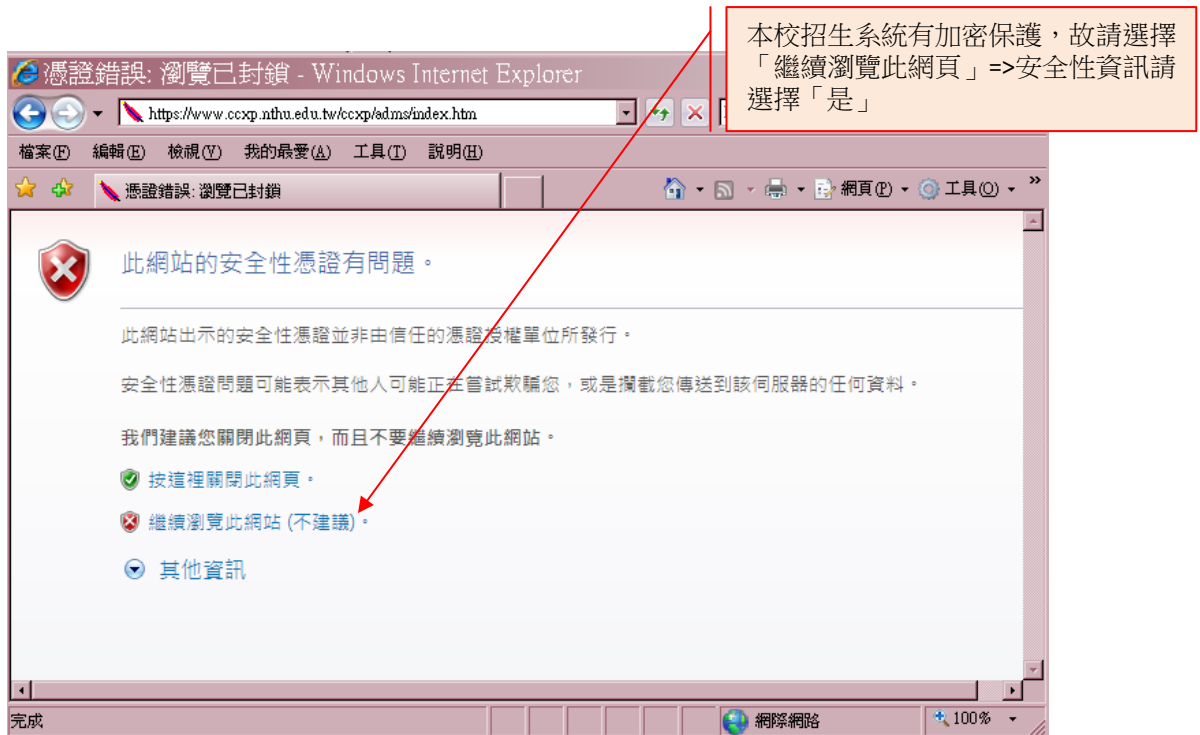 本校招生系統有加密保護,故請選擇
「繼續瀏覽此網頁」=>安全性資訊請
選擇「是」
憑證錯誤: 瀏覽已封鎖 - Windows Internet Explorer
https://www.ccxp.nthu.edu.tw/ccxp/adms/index.htm
檔案(F) 編輯(E) 檢視(V) 我的最愛(A) 工具(T) 說明(H)
憑證錯誤: 瀏覽已封鎖
網頁(P) 工具(O) »
此網站的安全性憑證有問題。
此網站出示的安全性憑證並非由信任的憑證授權單位所發行。
安全性憑證問題可能表示其他人可能正在嘗試欺騙您,或是攔截您傳送到該伺服器的任何資料。
我們建議您關閉此網頁,而且不要繼續瀏覽此網站。
按這裡關閉此網頁。
繼續瀏覽此網站 (不建議)。
其他資訊
完成
網際網路
100%